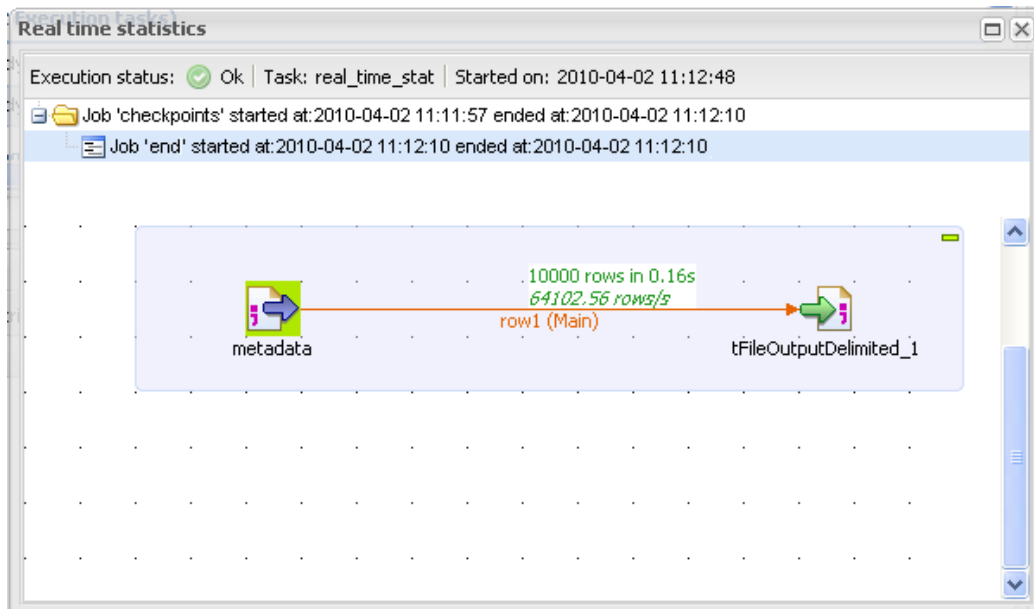 (Execution tasks)
Real time statistics
Execution status: Ok Task: real_time_stat Started on: 2010-04-02 11:12:48
Job 'checkpoints' started at:2010-04-02 11:11:57 ended at:2010-04-02 11:12:10
Job 'end' started at:2010-04-02 11:12:10 ended at:2010-04-02 11:12:10
10000 rows in 0.16s
64102.56 rows/s
row1 (Main)
metadata tFileOutputDelimited_1